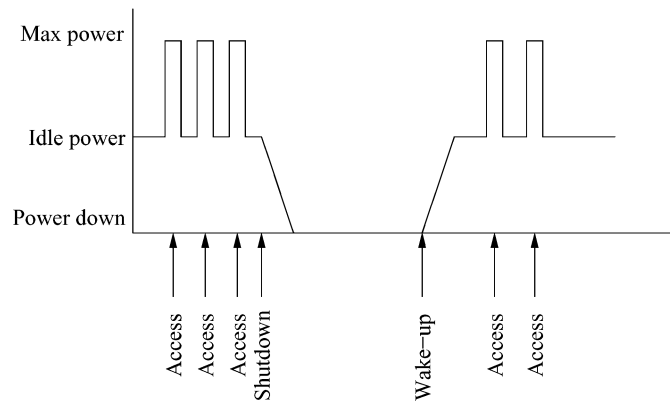 Max power
Idle power
Power down
Access
Access
Access
Shutdown
Wake−up
Access
Access